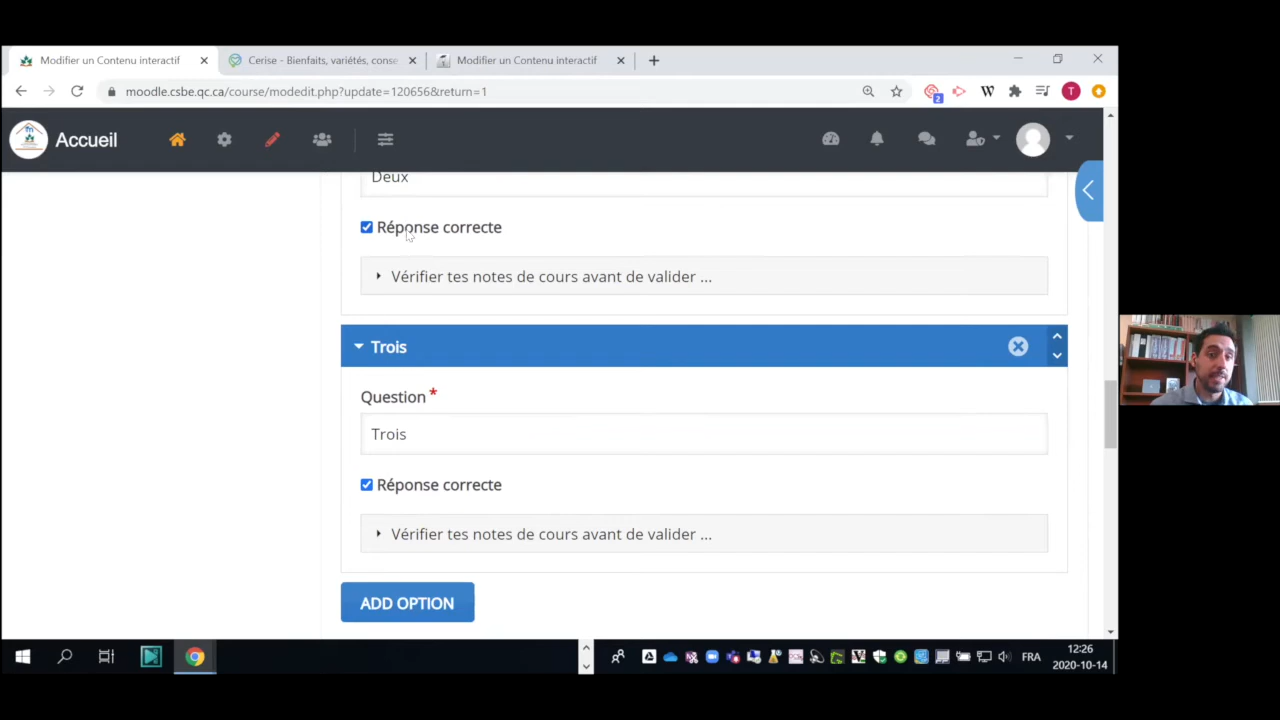 Modifier un Contenu interactif
Cerise - Bienfaits, variétés, conse
Modifier un Contenu interactif
moodle.csbe.qc.ca/course/modedit.php?update=120656&return=1
2
W
T
Accueil
Deux
Réponse correcte
Vérifier tes notes de cours avant de valider ...
Trois
Question *
Trois
Réponse correcte
Vérifier tes notes de cours avant de valider ...
ADD OPTION
FRA
12:26
2020-10-14